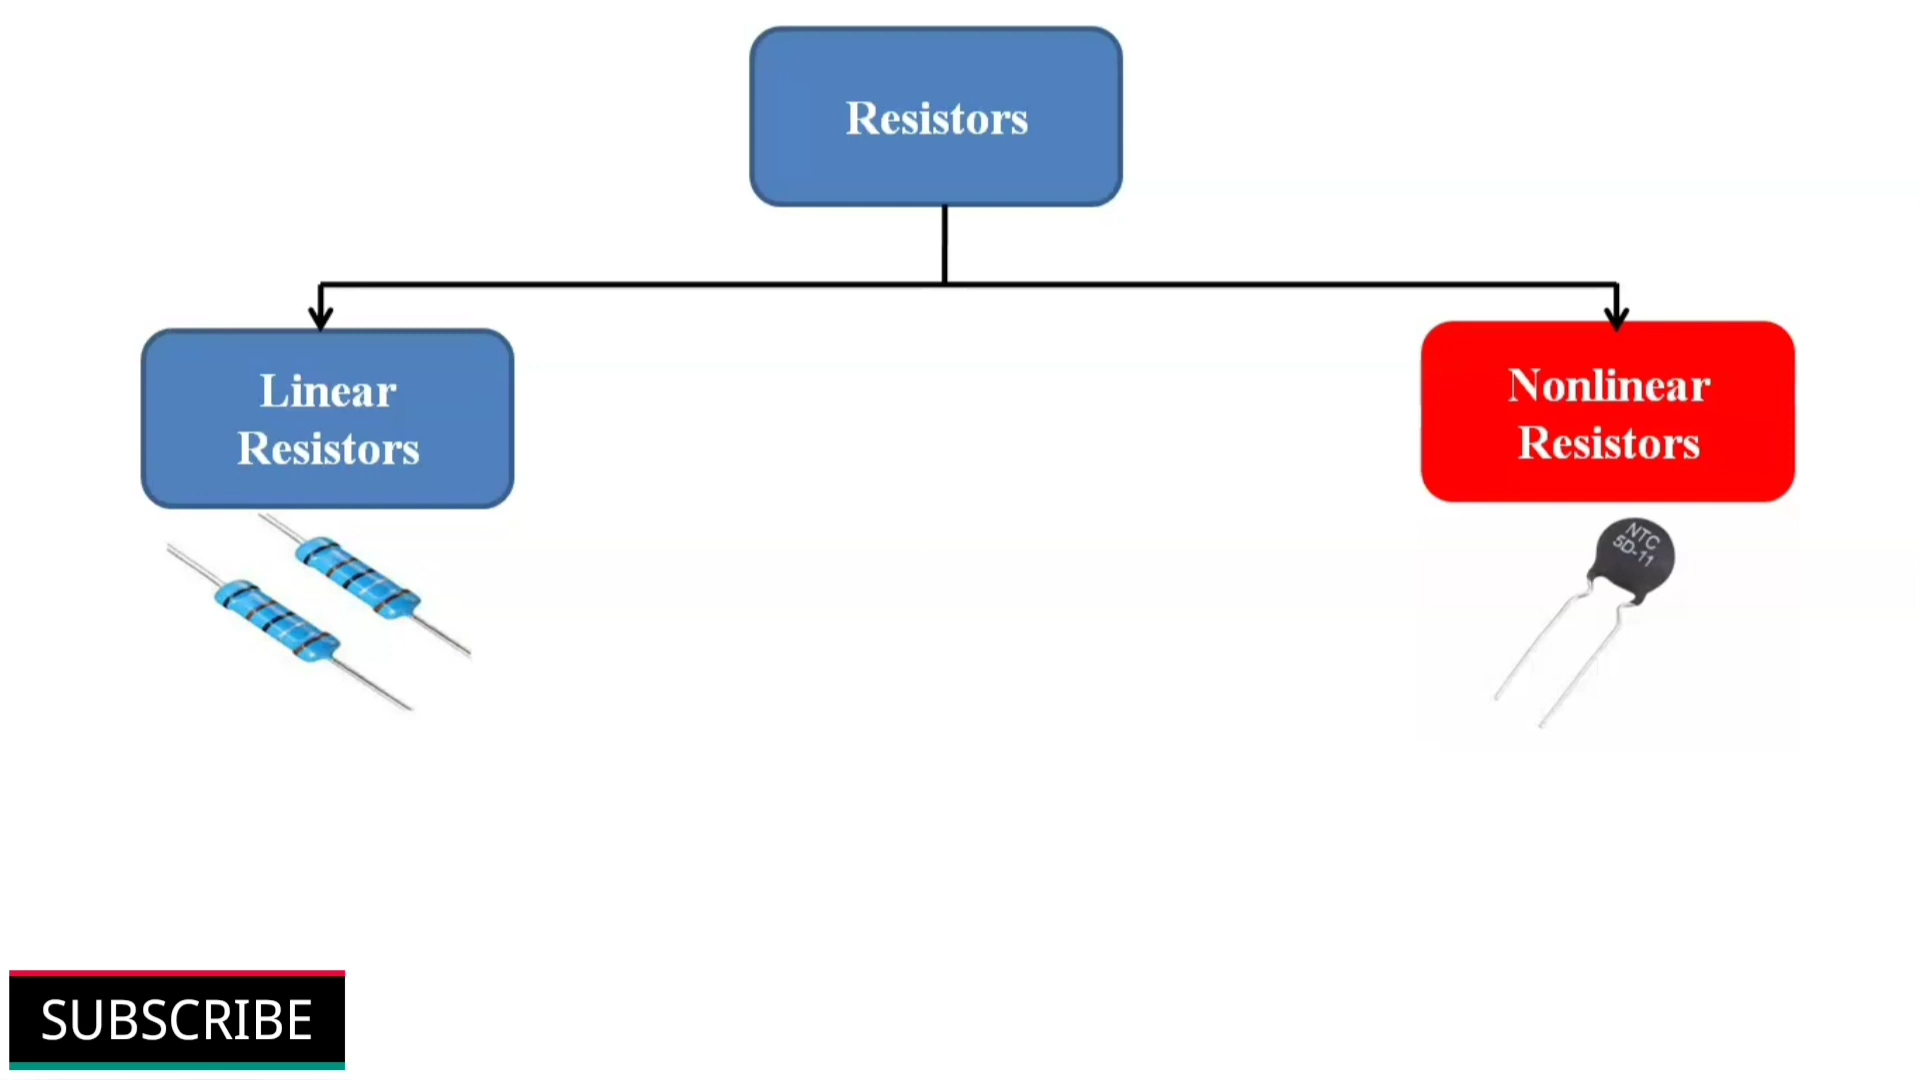 Resistors
Linear
Resistors
Nonlinear
Resistors
NTC
5D-11
SUBSCRIBE